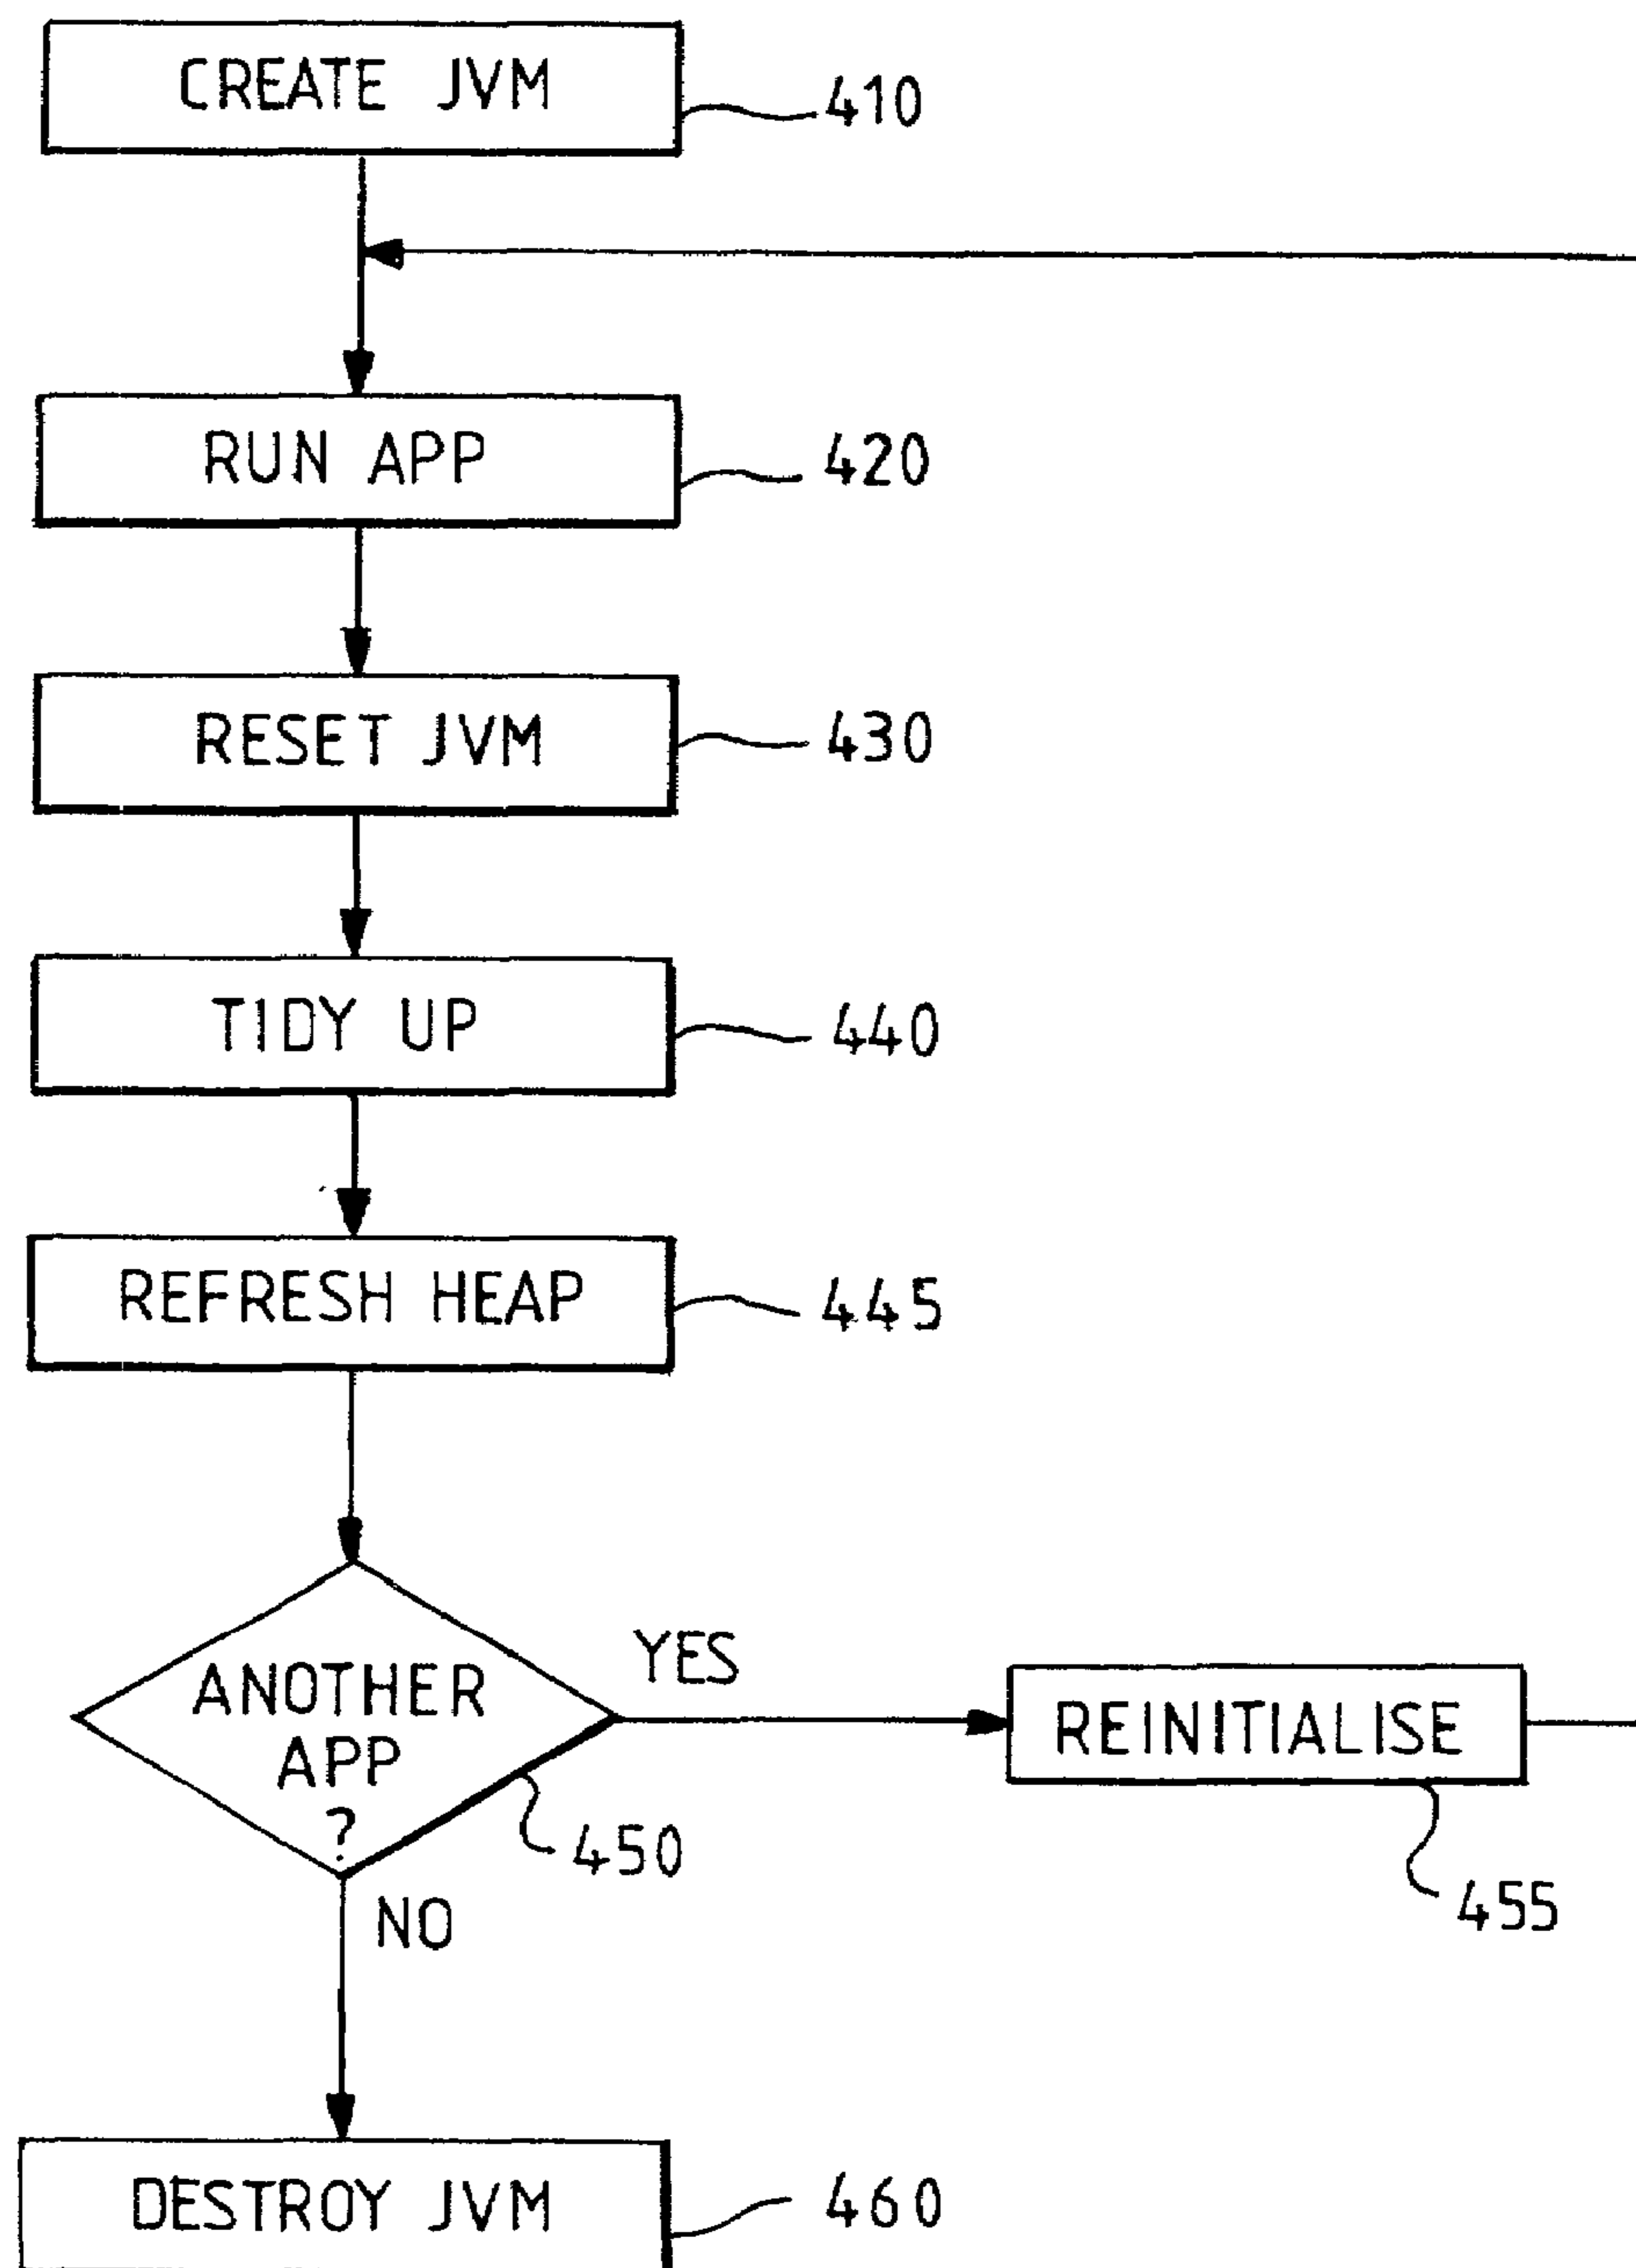 CREATE JVM
410
RUN APP
420
RESET JVM
430
TIDY UP
440
REFRESH HEAP
445
ANOTHER
APP
?
450
YES
REINITIALISE
455
NO
DESTROY JVM
460